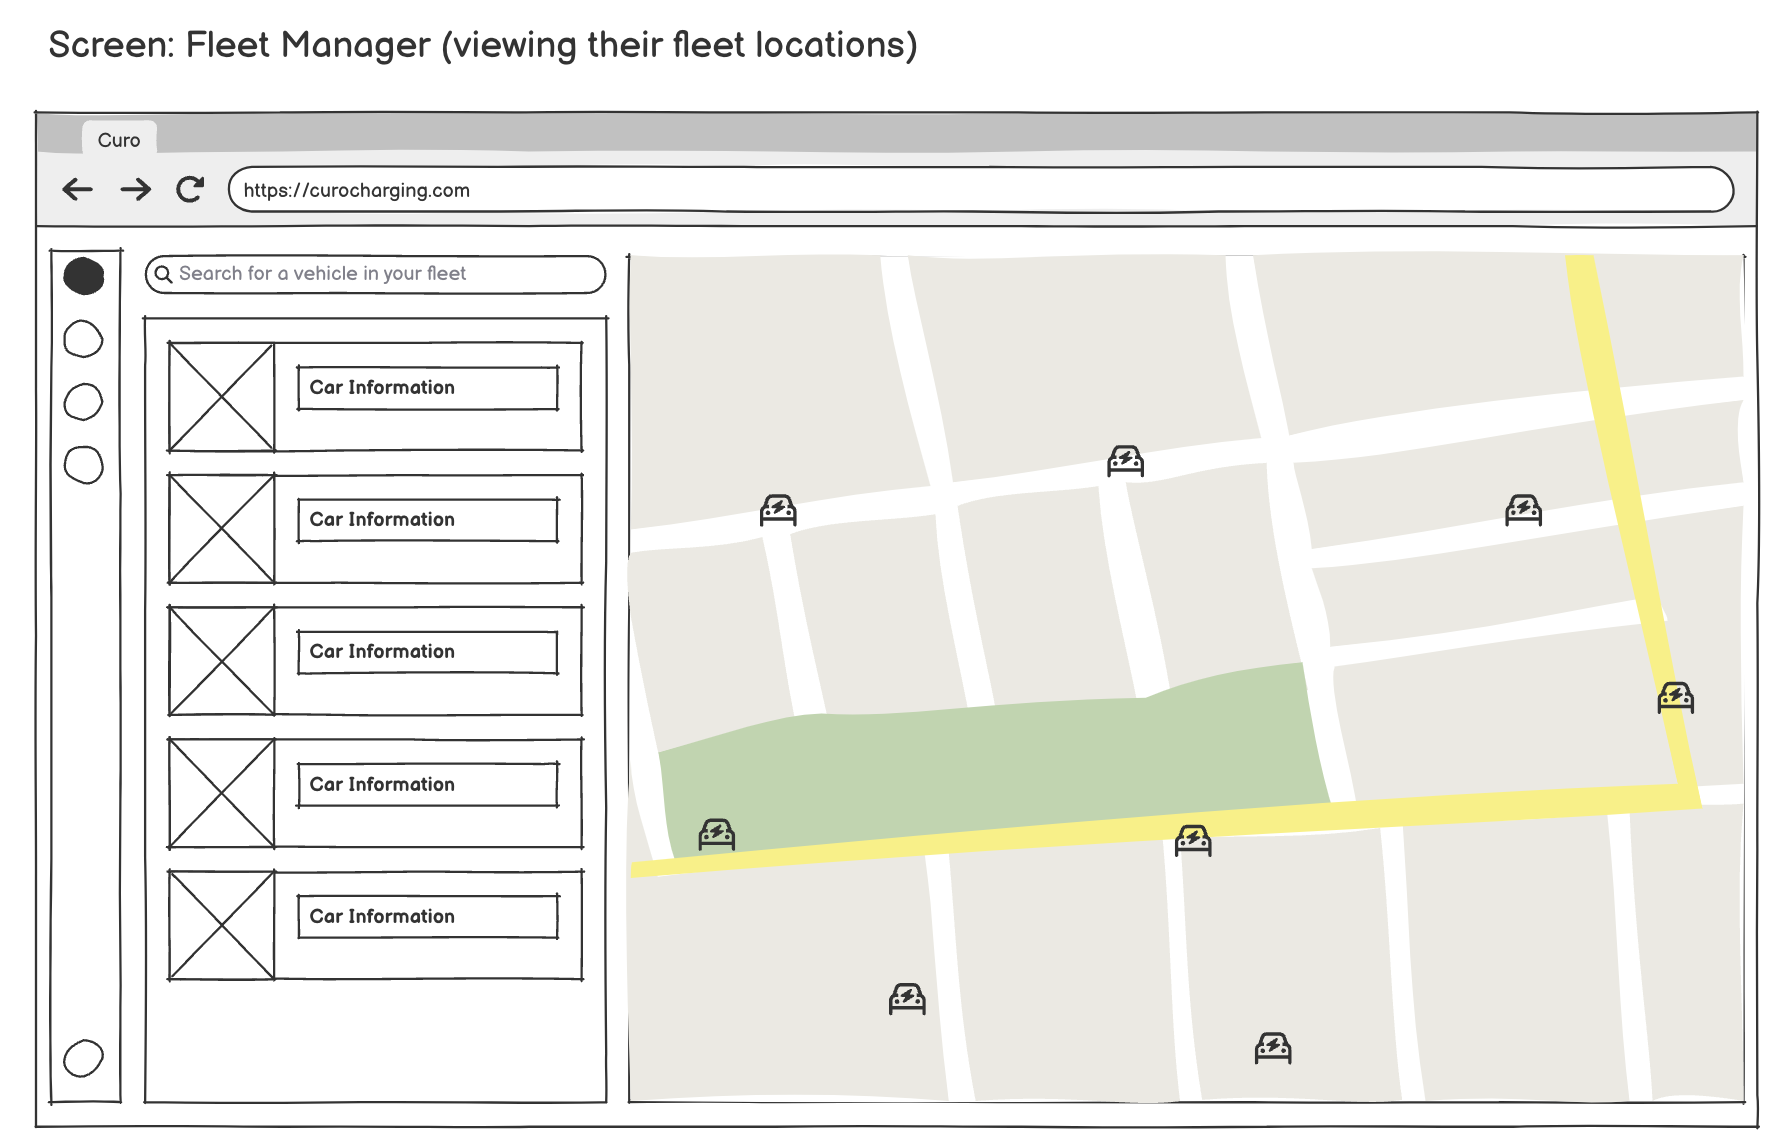 Screen: Fleet Manager (viewing their fleet locations)
Curo
https://curocharging.com
Search for a vehicle in your fleet
Car Information
Car Information
Car Information
Car Information
Car Information